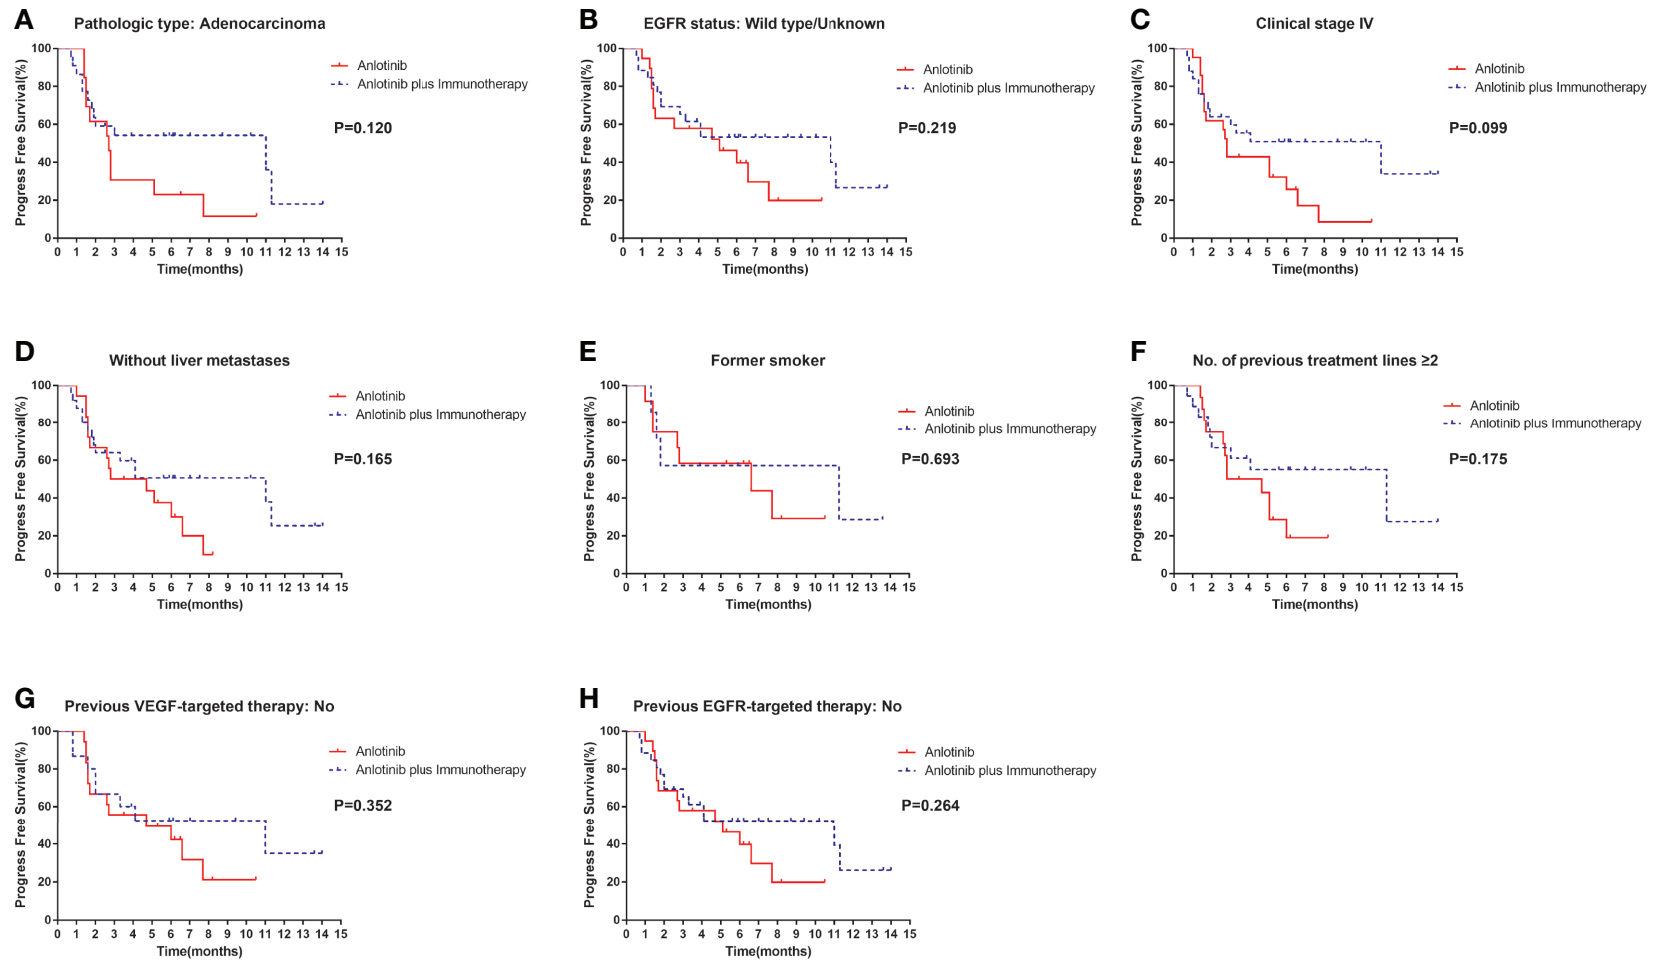 A Pathologic type: Adenocarcinoma
Progress Free Survival(%)
100
80
60
40
20
0
0 1 2 3 4 5 6 7 8 9 10 11 12 13 14 15
Time(months)
Anlotinib
Anlotinib plus Immunotherapy
P=0.120
B EGFR status: Wild type/Unknown
Progress Free Survival(%)
100
80
60
40
20
0
0 1 2 3 4 5 6 7 8 9 10 11 12 13 14 15
Time(months)
Anlotinib
Anlotinib plus Immunotherapy
P=0.219
C Clinical stage IV
Progress Free Survival(%)
100
80
60
40
20
0
0 1 2 3 4 5 6 7 8 9 10 11 12 13 14 15
Time(months)
Anlotinib
Anlotinib plus Immunotherapy
P=0.099
D Without liver metastases
Progress Free Survival(%)
100
80
60
40
20
0
0 1 2 3 4 5 6 7 8 9 10 11 12 13 14 15
Time(months)
Anlotinib
Anlotinib plus Immunotherapy
P=0.165
E Former smoker
Progress Free Survival(%)
100
80
60
40
20
0
0 1 2 3 4 5 6 7 8 9 10 11 12 13 14 15
Time(months)
Anlotinib
Anlotinib plus Immunotherapy
P=0.693
F No. of previous treatment lines ≥2
Progress Free Survival(%)
100
80
60
40
20
0
0 1 2 3 4 5 6 7 8 9 10 11 12 13 14 15
Time(months)
Anlotinib
Anlotinib plus Immunotherapy
P=0.175
G Previous VEGF-targeted therapy: No
Progress Free Survival(%)
100
80
60
40
20
0
0 1 2 3 4 5 6 7 8 9 10 11 12 13 14 15
Time(months)
Anlotinib
Anlotinib plus Immunotherapy
P=0.352
H Previous EGFR-targeted therapy: No
Progress Free Survival(%)
100
80
60
40
20
0
0 1 2 3 4 5 6 7 8 9 10 11 12 13 14 15
Time(months)
Anlotinib
Anlotinib plus Immunotherapy
P=0.264